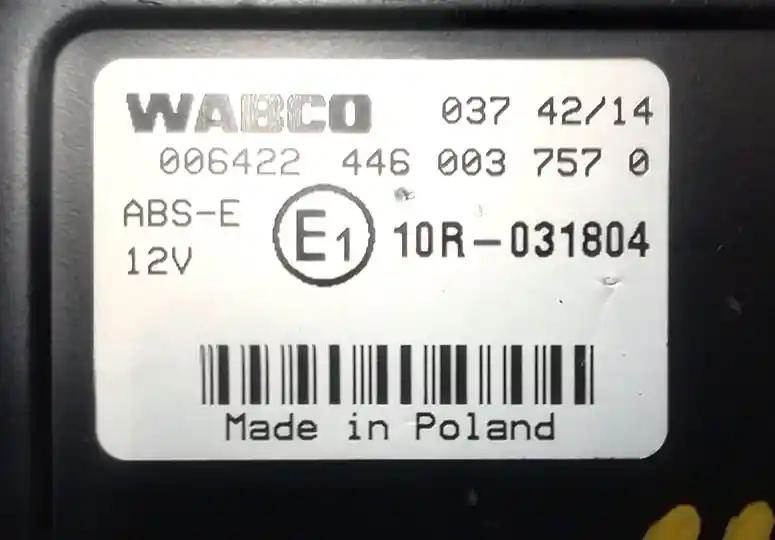 WABCO 037 42/14
006422 446 003 757 0
ABS-E
12V
E1 10R-031804
Made in Poland